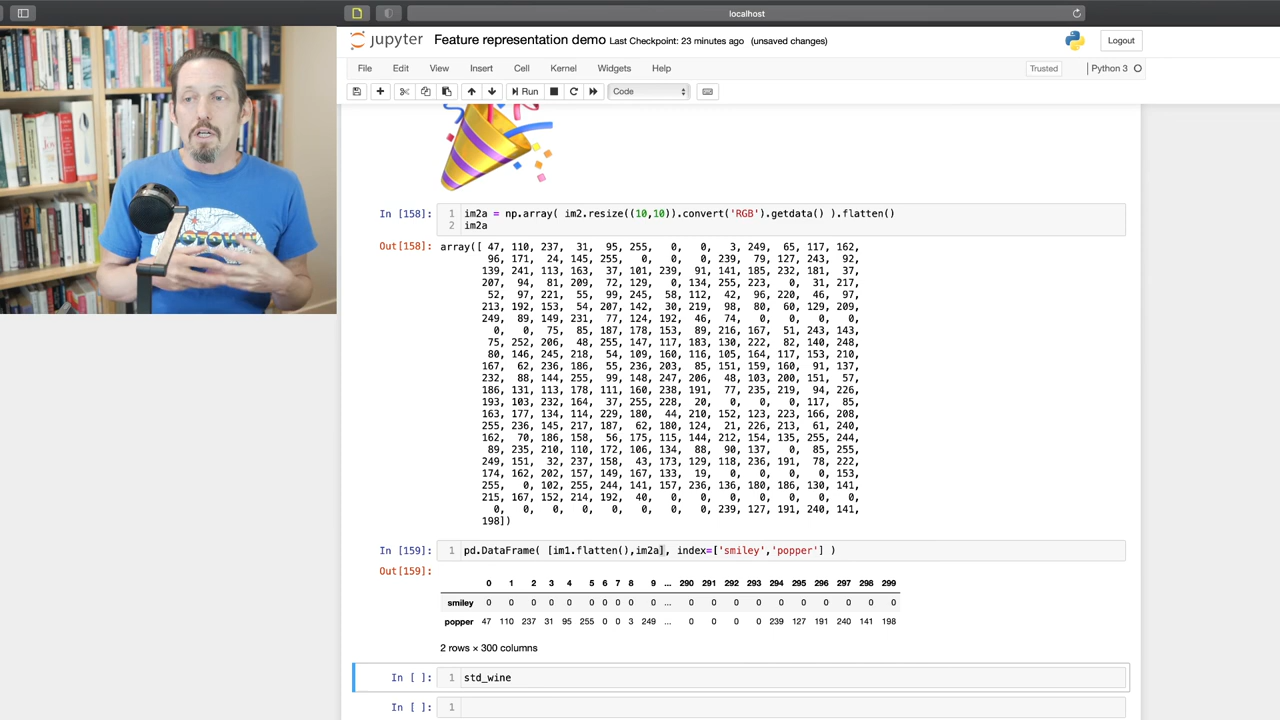 localhost
jupyter Feature representation demo Last Checkpoint: 23 minutes ago (unsaved changes) Logout
File Edit View Insert Cell Kernel Widgets Help Trusted Python 3
Run Code
In [158]: 1 im2a = np.array( im2.resize((10,10)).convert('RGB').getdata() ).flatten()
2 im2a
Out[158]: array([ 47, 110, 237, 31, 95, 255, 0, 0, 3, 249, 65, 117, 162,
96, 171, 24, 145, 255, 0, 0, 239, 79, 127, 243, 92,
139, 241, 113, 163, 37, 101, 239, 91, 141, 185, 232, 181, 37,
207, 94, 81, 209, 72, 129, 0, 134, 255, 223, 0, 31, 217,
52, 97, 221, 55, 99, 245, 58, 112, 42, 96, 220, 46, 97,
213, 192, 153, 54, 207, 142, 30, 219, 98, 80, 60, 129, 209,
249, 89, 149, 231, 77, 124, 192, 46, 74, 0, 0, 0, 0,
0, 0, 75, 85, 187, 178, 153, 89, 216, 167, 51, 243, 143,
75, 252, 206, 48, 255, 147, 117, 183, 130, 222, 82, 140, 248,
80, 146, 245, 218, 54, 109, 160, 116, 105, 164, 117, 153, 210,
167, 62, 236, 186, 55, 236, 203, 85, 151, 159, 160, 91, 137,
232, 88, 144, 255, 99, 148, 247, 206, 48, 103, 200, 151, 57,
186, 131, 113, 178, 111, 160, 238, 191, 77, 235, 219, 94, 226,
193, 103, 232, 164, 37, 255, 228, 20, 0, 0, 0, 117, 85,
163, 177, 134, 114, 229, 180, 44, 210, 152, 123, 223, 166, 208,
255, 236, 145, 217, 187, 62, 180, 124, 21, 226, 213, 61, 240,
162, 70, 186, 158, 56, 175, 115, 144, 212, 154, 135, 255, 244,
89, 235, 210, 110, 172, 106, 134, 88, 90, 137, 0, 85, 255,
249, 151, 32, 237, 158, 43, 173, 129, 118, 236, 191, 78, 222,
174, 162, 202, 157, 149, 167, 133, 19, 0, 0, 0, 0, 153,
255, 0, 102, 255, 244, 141, 157, 236, 136, 180, 186, 130, 141,
215, 167, 152, 214, 192, 40, 0, 0, 0, 0, 0, 0, 0,
0, 0, 0, 0, 0, 0, 0, 0, 239, 127, 191, 240, 141,
198])
In [159]: 1 pd.DataFrame( [im1.flatten(),im2a], index=['smiley','popper'] )
Out[159]:
0 1 2 3 4 5 6 7 8 9 ... 290 291 292 293 294 295 296 297 298 299
smiley 0 0 0 0 0 0 0 0 0 0 ... 0 0 0 0 0 0 0 0 0 0
popper 47 110 237 31 95 255 0 0 3 249 ... 0 0 0 0 239 127 191 240 141 198
2 rows × 300 columns
In [ ]: 1 std_wine
In [ ]: 1